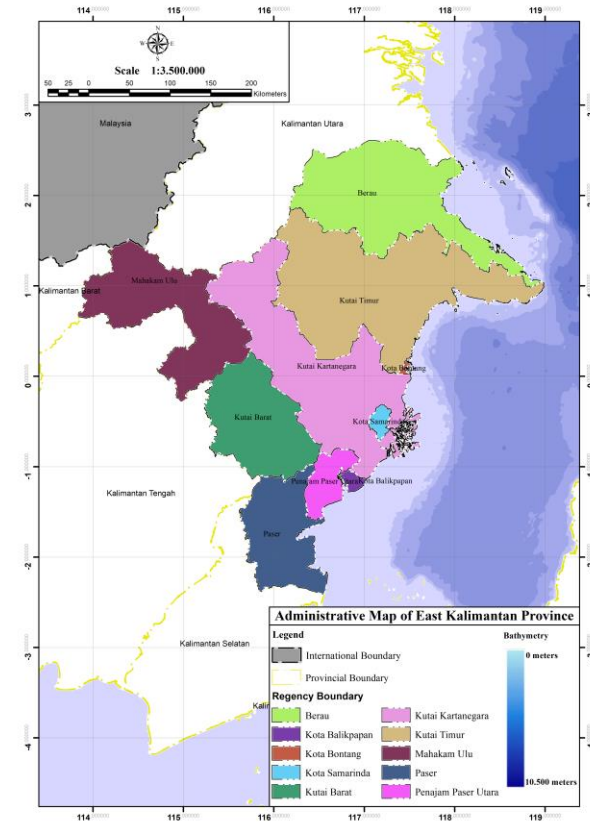 114 115 116 117 118 119
N
W E
S
Scale 1:3.500.000
50 25 0 50 100 150 200
Kilometers
Malaysia
Kalimantan Utara
Berau
Mahakam Ulu
Kalimantan Barat
Kutai Timur
Kutai Kartanegara
Kota Bontang
Kutai Barat
Kota Samarinda
Penajam Paser Utara
Kota Balikpapan
Kalimantan Tengah
Paser
Kalimantan Selatan
3 2 1 0 -1 -2 -3 -4
Administrative Map of East Kalimantan Province
Legend
International Boundary
Provincial Boundary
Regency Boundary
Berau
Kota Balikpapan
Kota Bontang
Kota Samarinda
Kutai Barat
Kutai Kartanegara
Kutai Timur
Mahakam Ulu
Paser
Penajam Paser Utara
Bathymetry
0 meters
10.500 meters
114 115 116 117 118 119